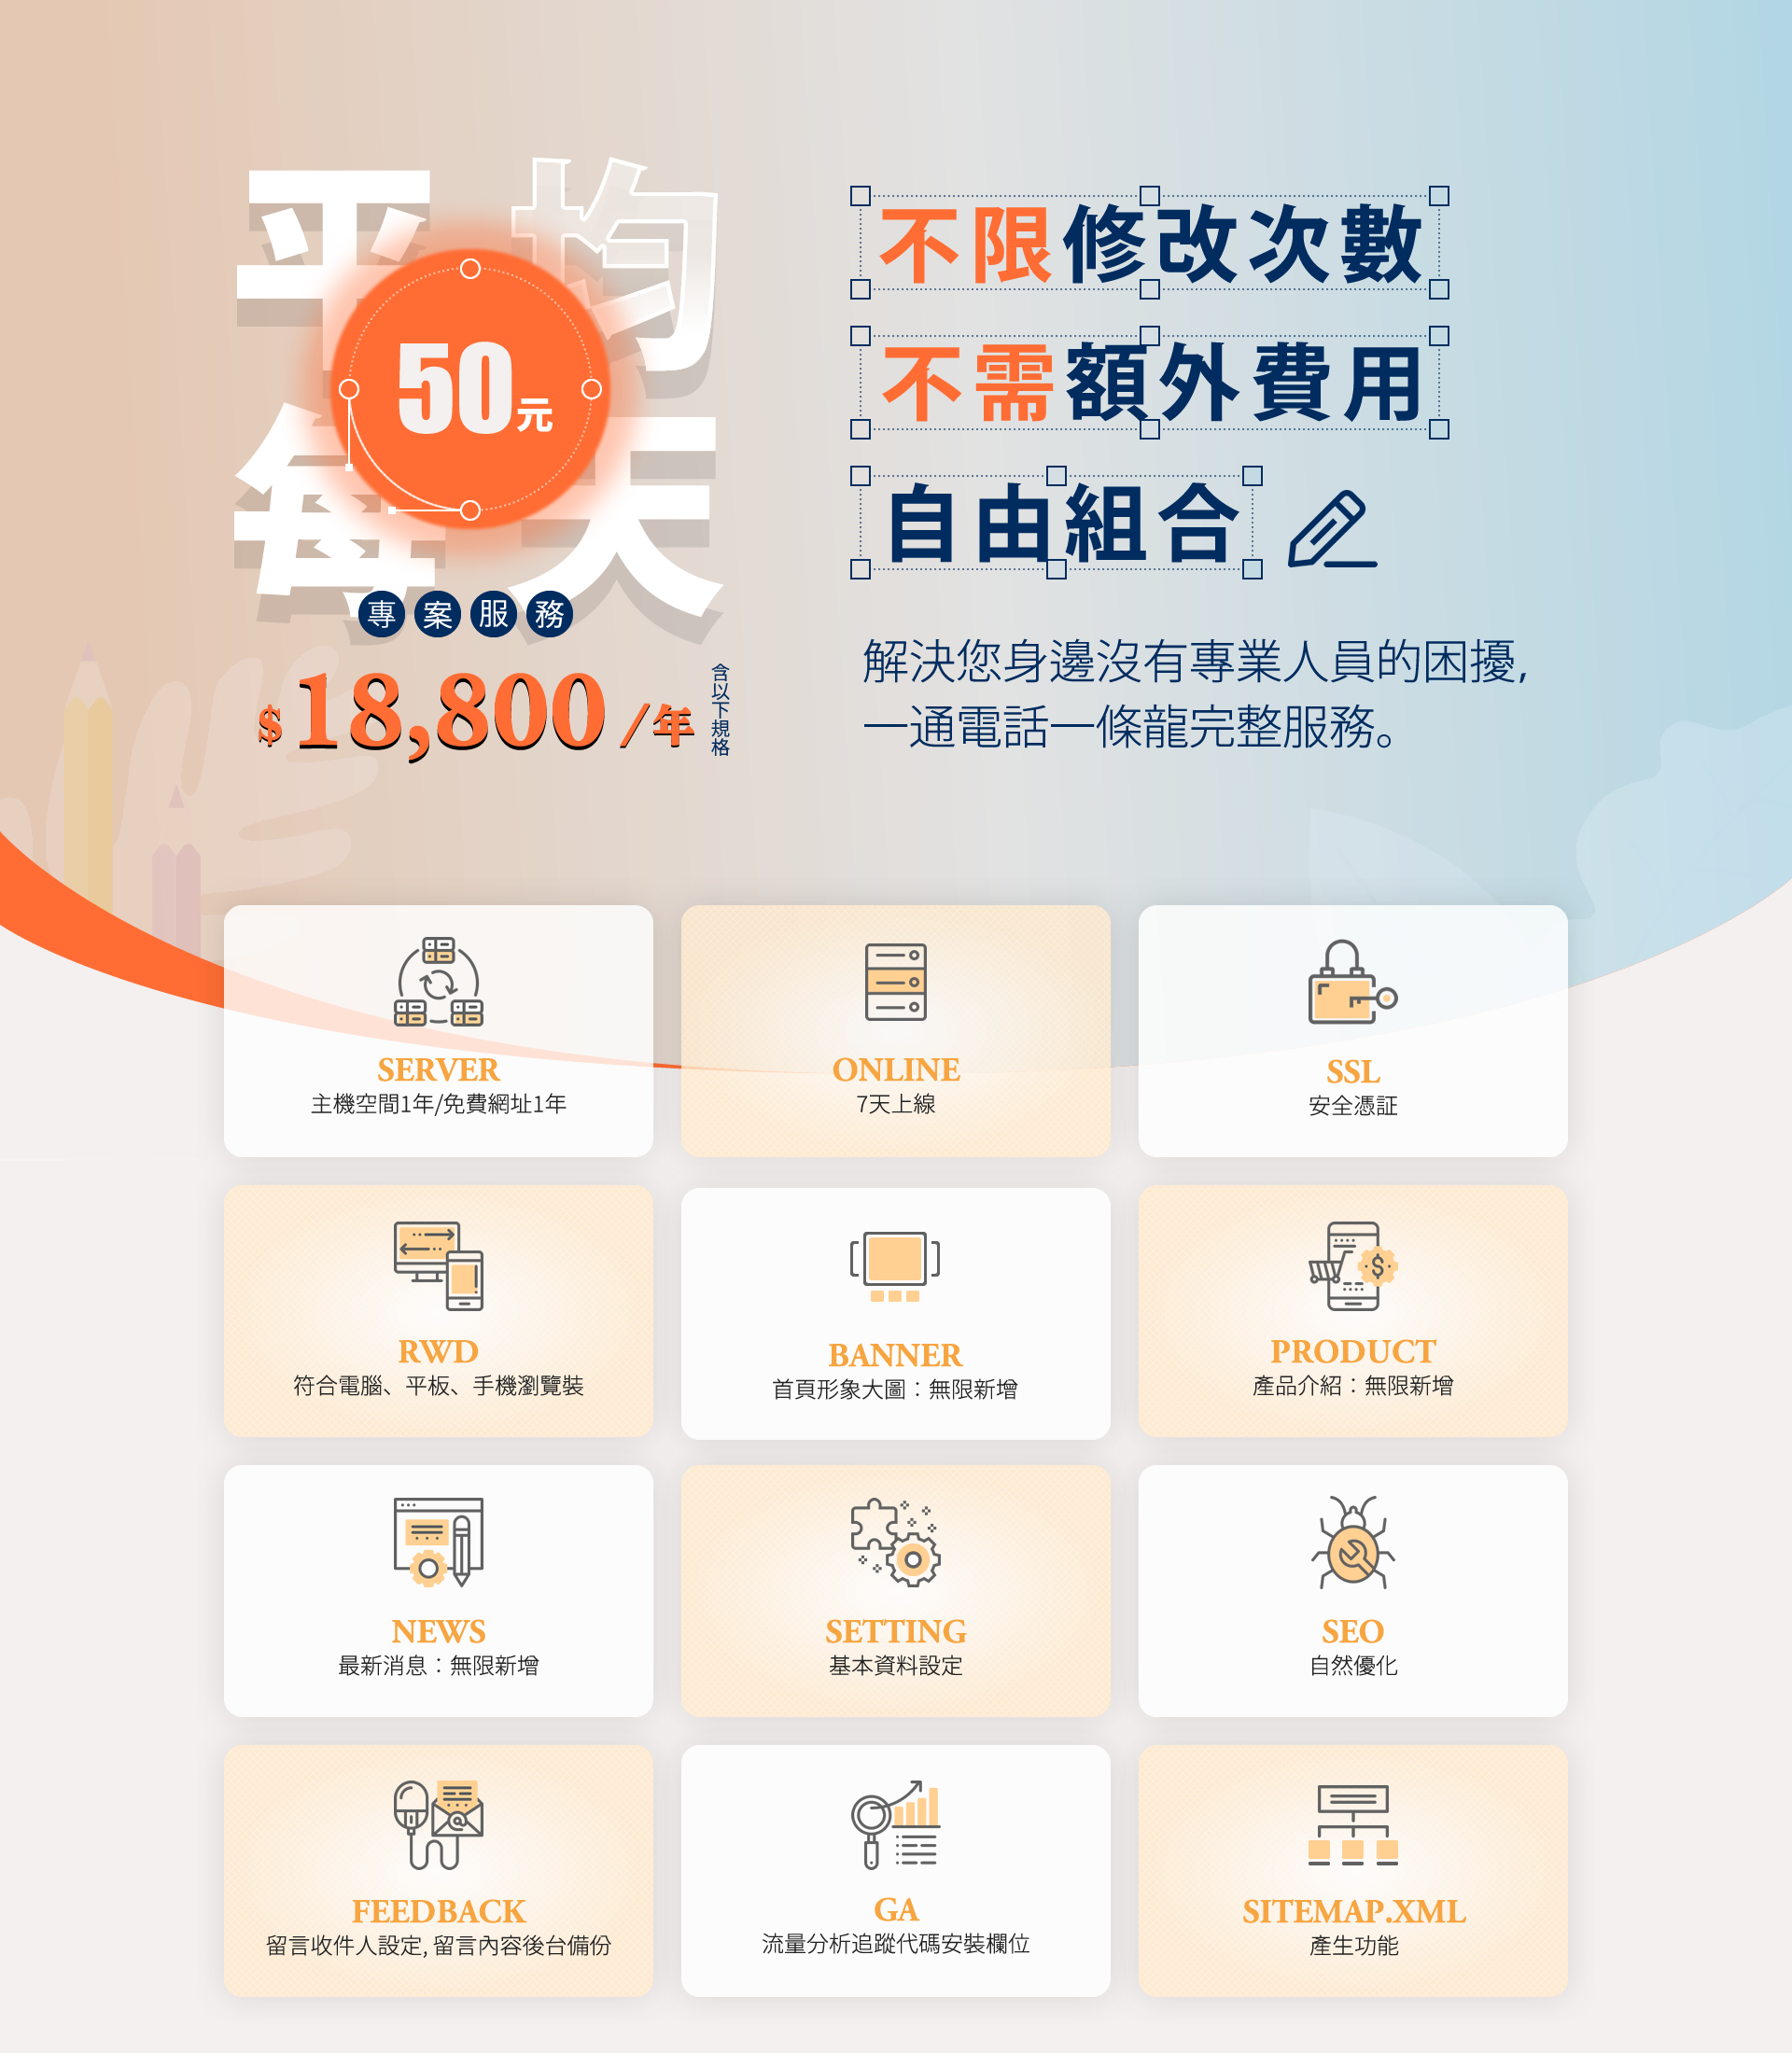 平均
每天
50元
專案服務
$18,800/年
含以下規格
不限修改次數
不需額外費用
自由組合
解決您身邊沒有專業人員的困擾,
一通電話一條龍完整服務。
SERVER
主機空間1年/免費網址1年
ONLINE
7天上線
SSL
安全憑証
RWD
符合電腦、平板、手機瀏覽裝
BANNER
首頁形象大圖：無限新增
PRODUCT
產品介紹：無限新增
NEWS
最新消息：無限新增
SETTING
基本資料設定
SEO
自然優化
FEEDBACK
留言收件人設定, 留言內容後台備份
GA
流量分析追蹤代碼安裝欄位
SITEMAP.XML
產生功能